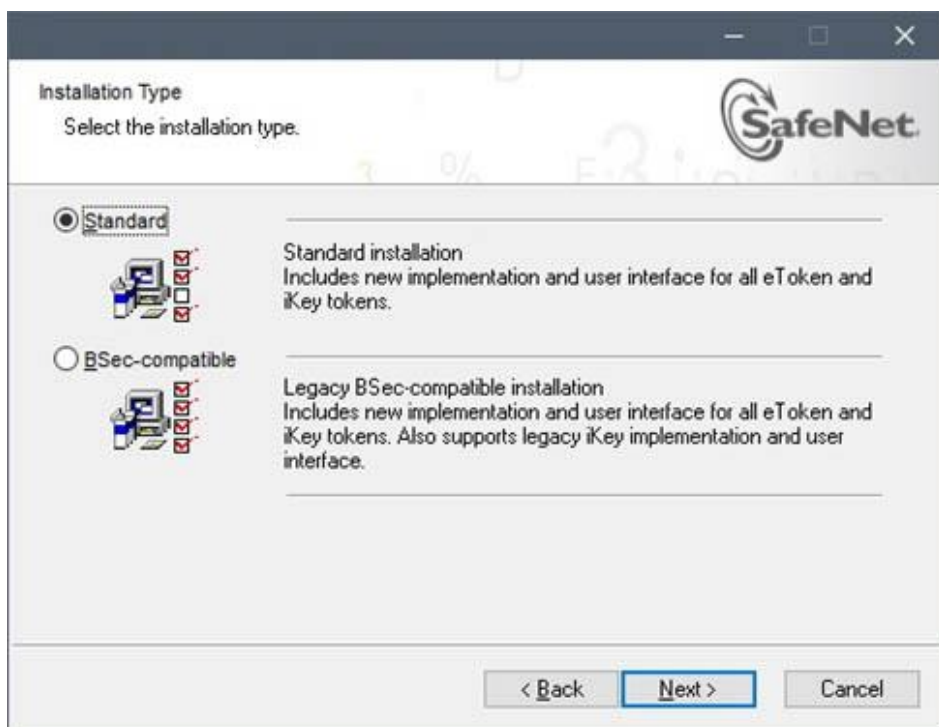 Installation Type
Select the installation type.
SafeNet.
Standard
Standard installation
Includes new implementation and user interface for all eToken and
iKey tokens.
BSec-compatible
Legacy BSec-compatible installation
Includes new implementation and user interface for all eToken and
iKey tokens. Also supports legacy iKey implementation and user
interface.
< Back
Next >
Cancel